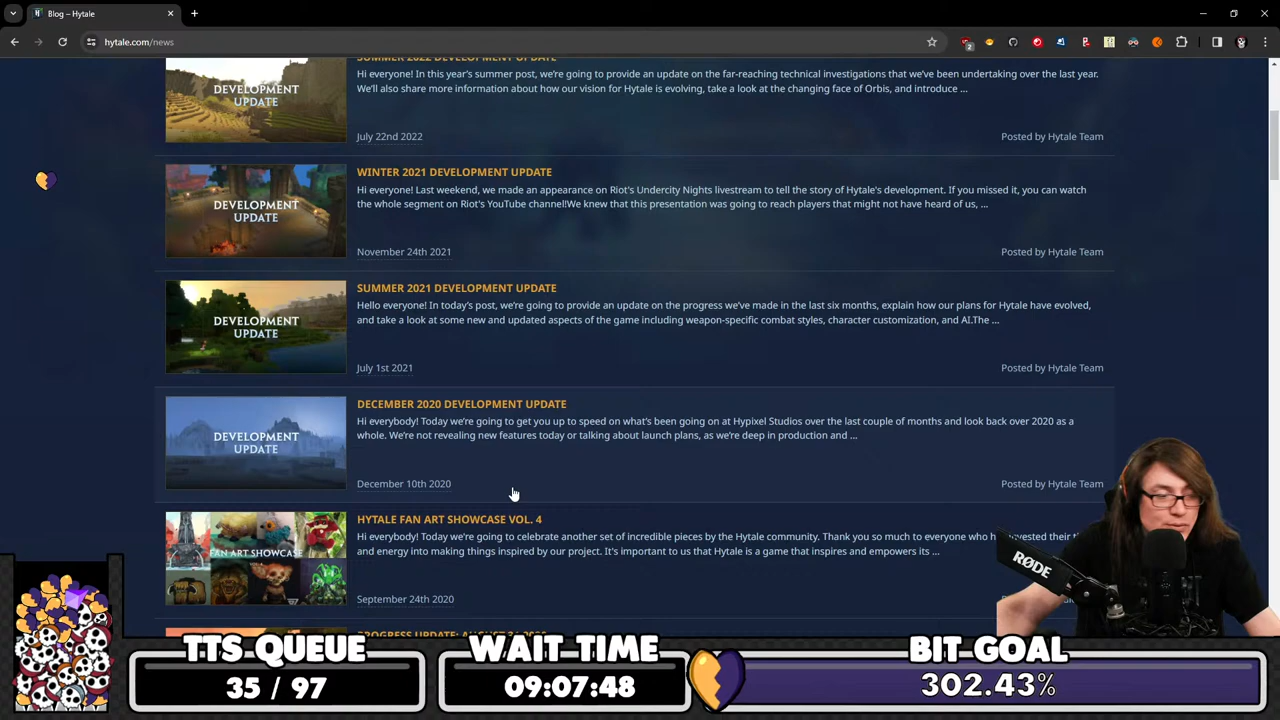 Blog – Hytale
hytale.com/news
2
SUMMER 2022 DEVELOPMENT UPDATE
Hi everyone! In this year's summer post, we're going to provide an update on the far-reaching technical investigations that we've been undertaking over the last year.
We'll also share more information about how our vision for Hytale is evolving, take a look at the changing face of Orbis, and introduce ...
DEVELOPMENT
UPDATE
July 22nd 2022
Posted by Hytale Team
WINTER 2021 DEVELOPMENT UPDATE
Hi everyone! Last weekend, we made an appearance on Riot's Undercity Nights livestream to tell the story of Hytale's development. If you missed it, you can watch
the whole segment on Riot's YouTube channel!We knew that this presentation was going to reach players that might not have heard of us, ...
DEVELOPMENT
UPDATE
November 24th 2021
Posted by Hytale Team
SUMMER 2021 DEVELOPMENT UPDATE
Hello everyone! In today's post, we're going to provide an update on the progress we've made in the last six months, explain how our plans for Hytale have evolved,
and take a look at some new and updated aspects of the game including weapon-specific combat styles, character customization, and AI.The ...
DEVELOPMENT
UPDATE
July 1st 2021
Posted by Hytale Team
DECEMBER 2020 DEVELOPMENT UPDATE
Hi everybody! Today we're going to get you up to speed on what's been going on at Hypixel Studios over the last couple of months and look back over 2020 as a
whole. We're not revealing new features today or talking about launch plans, as we're deep in production and ...
DEVELOPMENT
UPDATE
December 10th 2020
Posted by Hytale Team
HYTALE FAN ART SHOWCASE VOL. 4
Hi everybody! Today we're going to celebrate another set of incredible pieces by the Hytale community. Thank you so much to everyone who
and energy into making things inspired by our project. It's important to us that Hytale is a game that inspires and empowers its ...
FAN ART SHOWCASE
September 24th 2020
RØDE
TTS QUEUE
35 / 97
WAIT TIME
09:07:48
BIT GOAL
302.43%